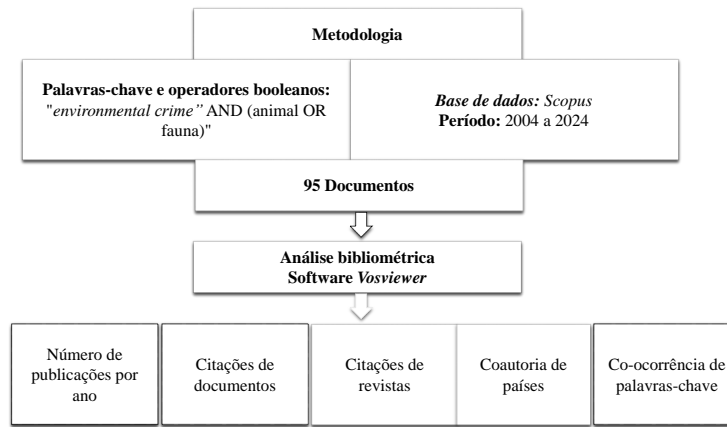 Metodologia
Palavras-chave e operadores booleanos:
"environmental crime” AND (animal OR
fauna)"
Base de dados: Scopus
Período: 2004 a 2024
95 Documentos
Análise bibliométrica
Software Vosviewer
Número de
publicações por
ano
Citações de
documentos
Citações de
revistas
Coautoria de
países
Co-ocorrência de
palavras-chave